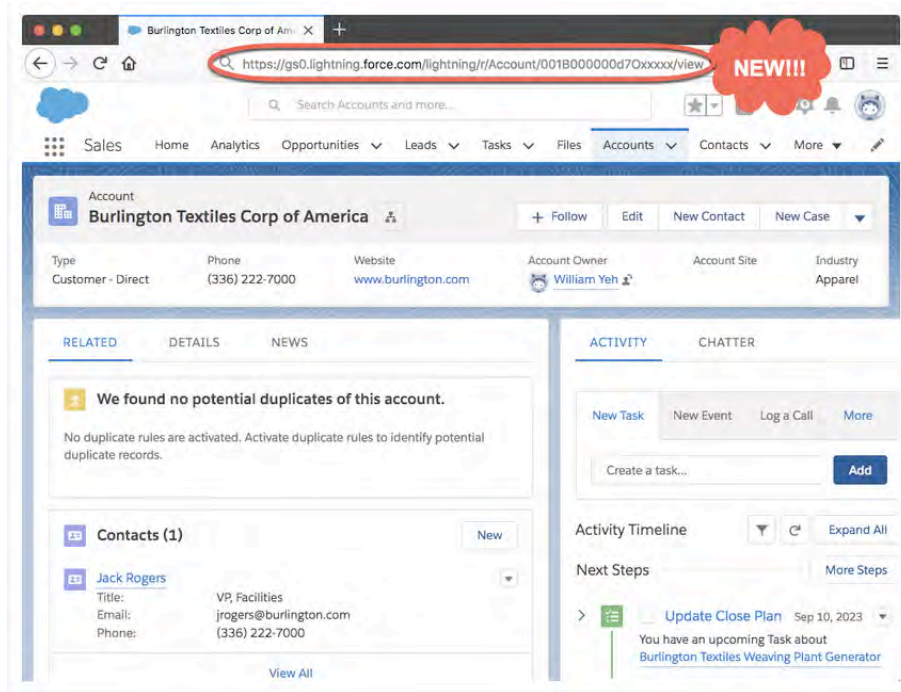 Burlington Textiles Corp of Am
https://gs0.lightning.force.com/lightning/r/Account/001B000000d7Oxxxxx/view
NEW!!!
Search Accounts and more...
Sales Home Analytics Opportunities Leads Tasks Files Accounts Contacts More
Account
Burlington Textiles Corp of America
+ Follow Edit New Contact New Case
Type Phone Website Account Owner Account Site Industry
Customer - Direct (336) 222-7000 www.burlington.com William Yeh Apparel
RELATED DETAILS NEWS
We found no potential duplicates of this account.
No duplicate rules are activated. Activate duplicate rules to identify potential
duplicate records.
Contacts (1) New
Jack Rogers
Title: VP, Facilities
Email: jrogers@burlington.com
Phone: (336) 222-7000
View All
ACTIVITY CHATTER
New Task New Event Log a Call More
Create a task... Add
Activity Timeline Expand All
Next Steps More Steps
Update Close Plan Sep 10, 2023
You have an upcoming Task about
Burlington Textiles Weaving Plant Generator